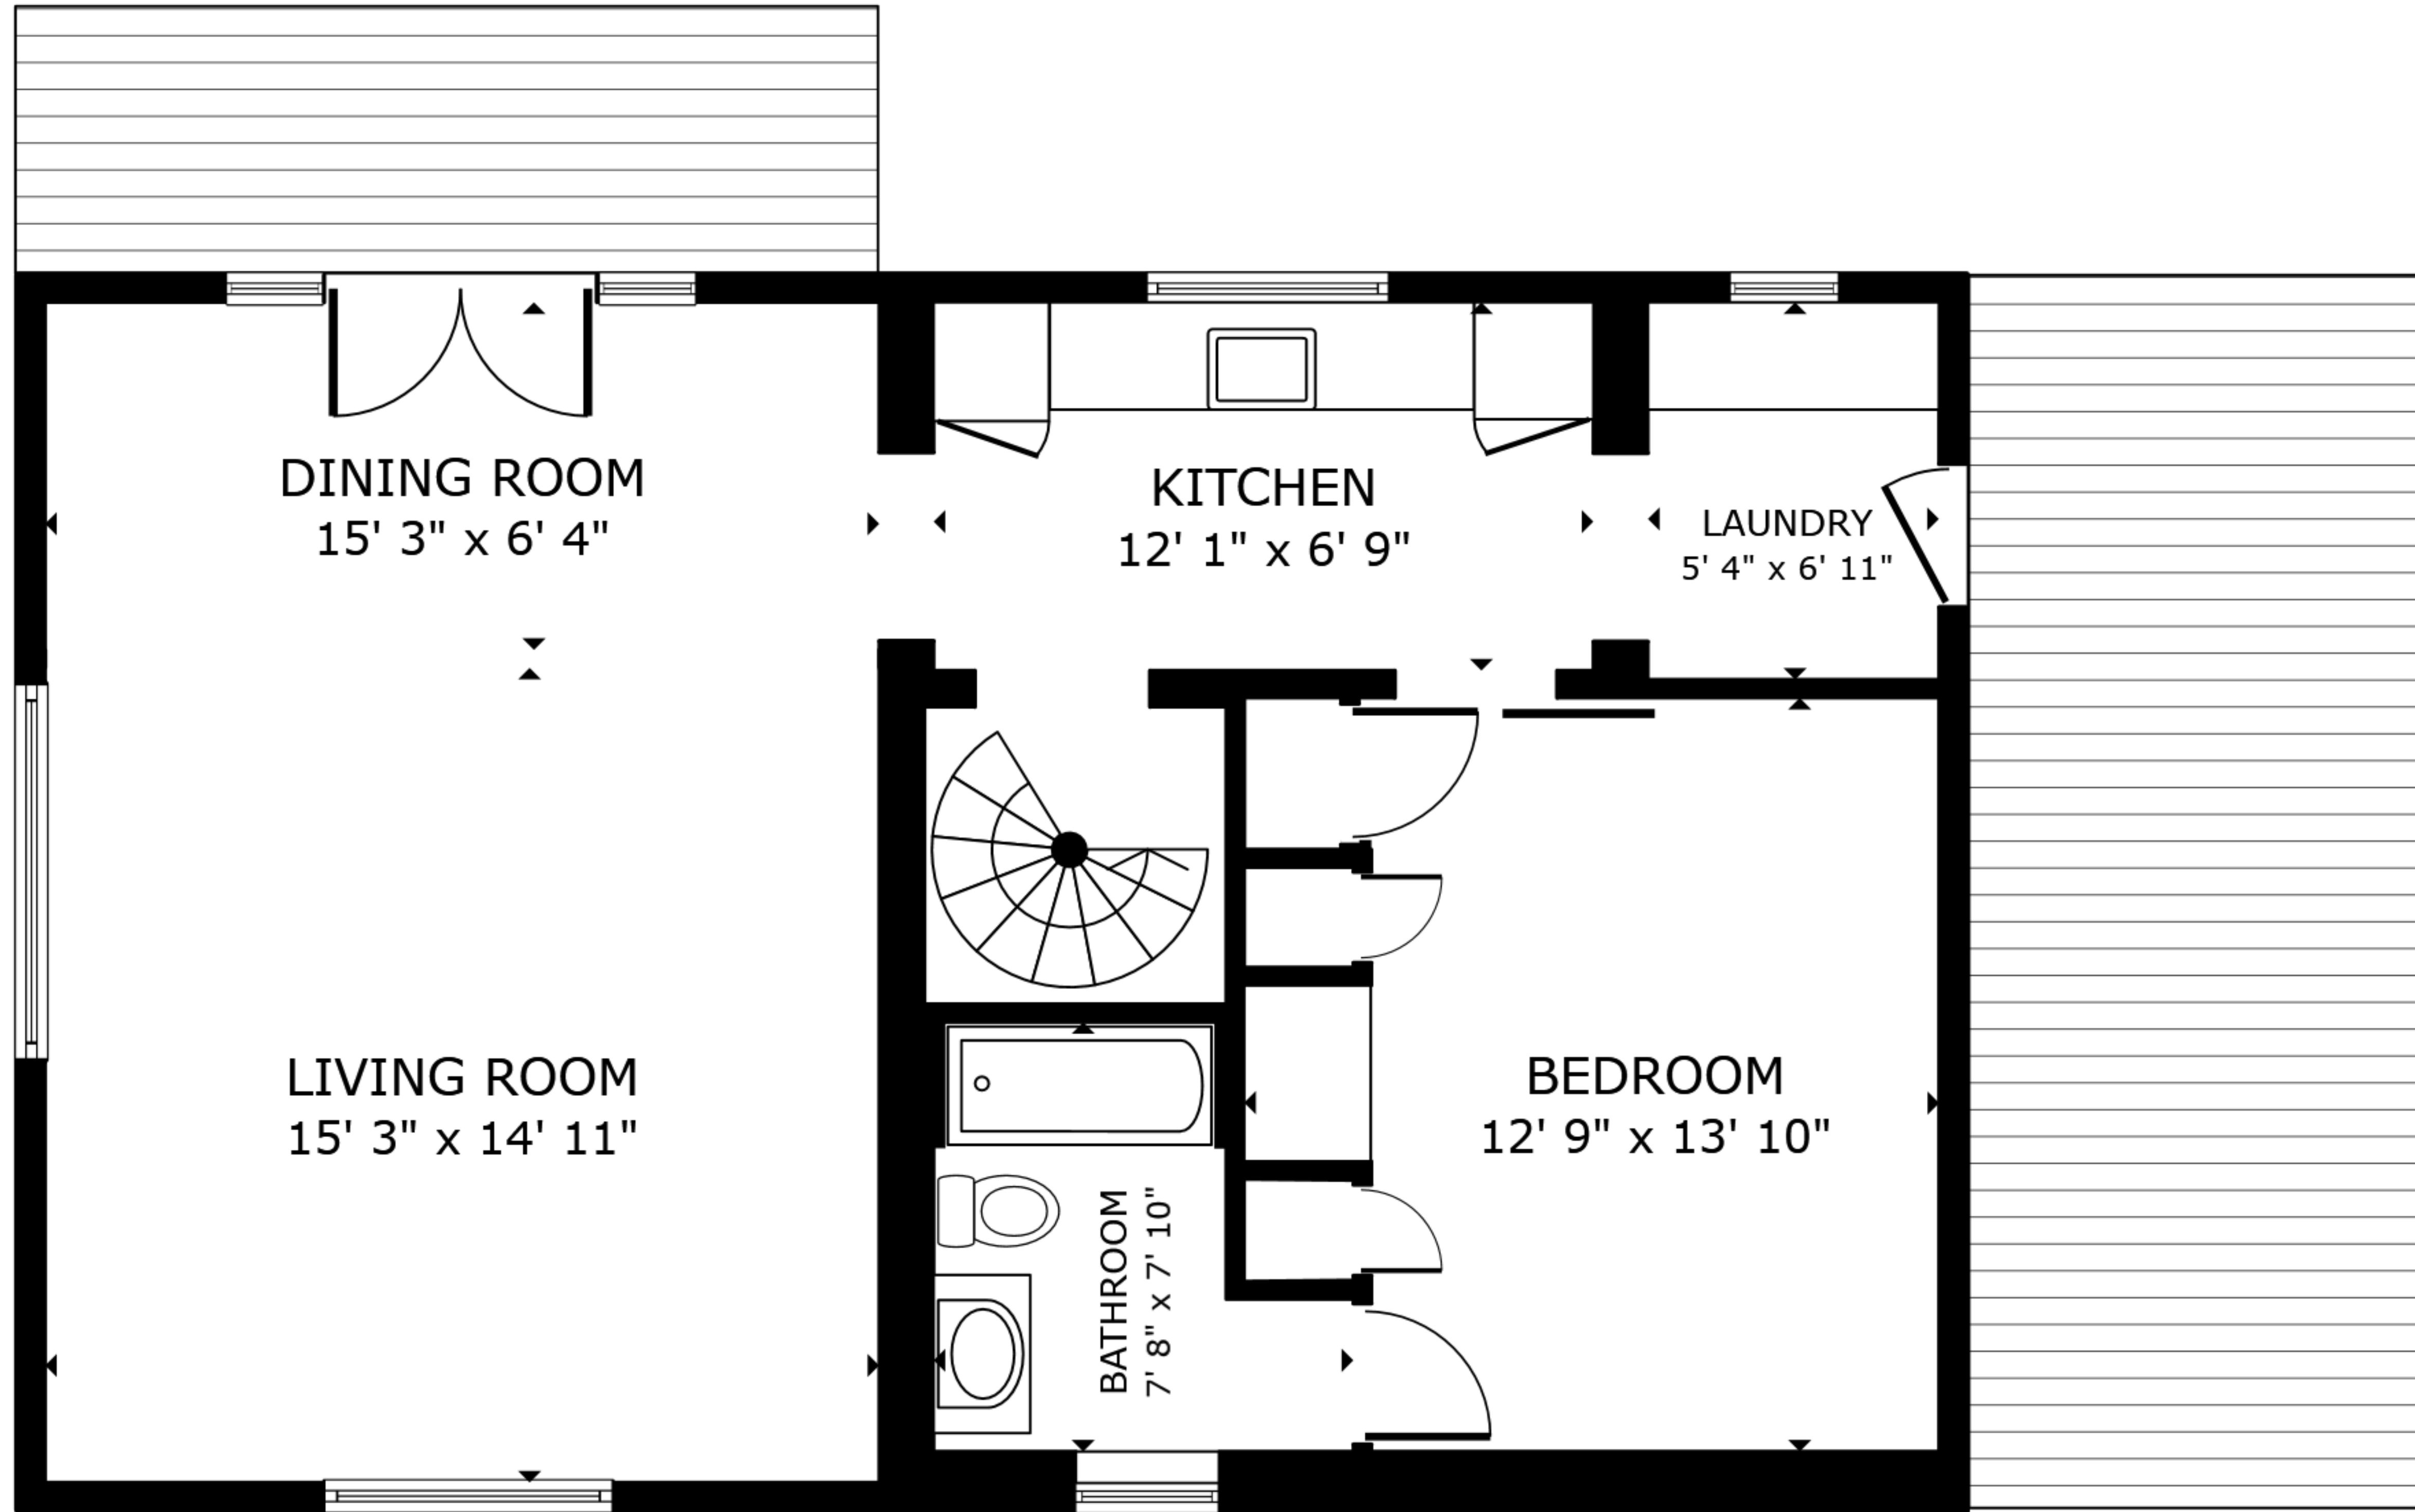 DINING ROOM
15' 3" x 6' 4"
KITCHEN
12' 1" x 6' 9"
LAUNDRY
5' 4" x 6' 11"
LIVING ROOM
15' 3" x 14' 11"
BATHROOM
7' 8" x 7' 10"
BEDROOM
12' 9" x 13' 10"